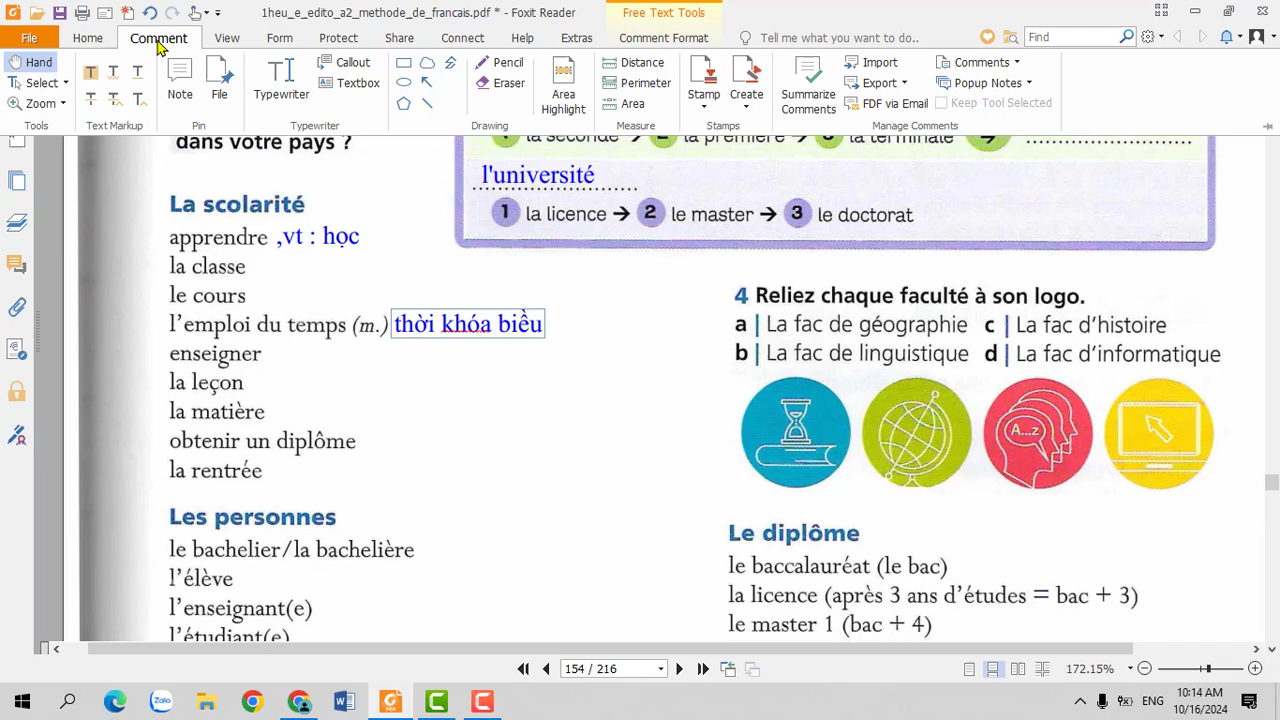 1heu_e_edito_a2_methode_de_francais.pdf * - Foxit Reader
Free Text Tools
File
Home
Comment
View
Form
Protect
Share
Connect
Help
Extras
Comment Format
Tell me what you want to do...
Find
Hand
Select
Zoom
Tools
Text Markup
Note
File
Pin
Typewriter
Callout
Textbox
Typewriter
Pencil
Eraser
Area Highlight
Drawing
Distance
Perimeter
Area
Measure
Stamp
Create
Stamps
Summarize Comments
Import
Export
FDF via Email
Comments
Popup Notes
Keep Tool Selected
Manage Comments
dans votre pays ?
1 la seconde → 2 la première → 3 la terminale → ........................
l'université
1 la licence → 2 le master → 3 le doctorat
La scolarité
apprendre ,vt : học
la classe
le cours
l'emploi du temps (m.) thời khóa biểu
enseigner
la leçon
la matière
obtenir un diplôme
la rentrée
Les personnes
le bachelier/la bachelière
l'élève
l'enseignant(e)
l'étudiant(e)
4 Reliez chaque faculté à son logo.
a | La fac de géographie c | La fac d'histoire
b | La fac de linguistique d | La fac d'informatique
A...z
Le diplôme
le baccalauréat (le bac)
la licence (après 3 ans d'études = bac + 3)
le master 1 (bac + 4)
154 / 216
172.15%
Zalo
ENG
10:14 AM
10/16/2024